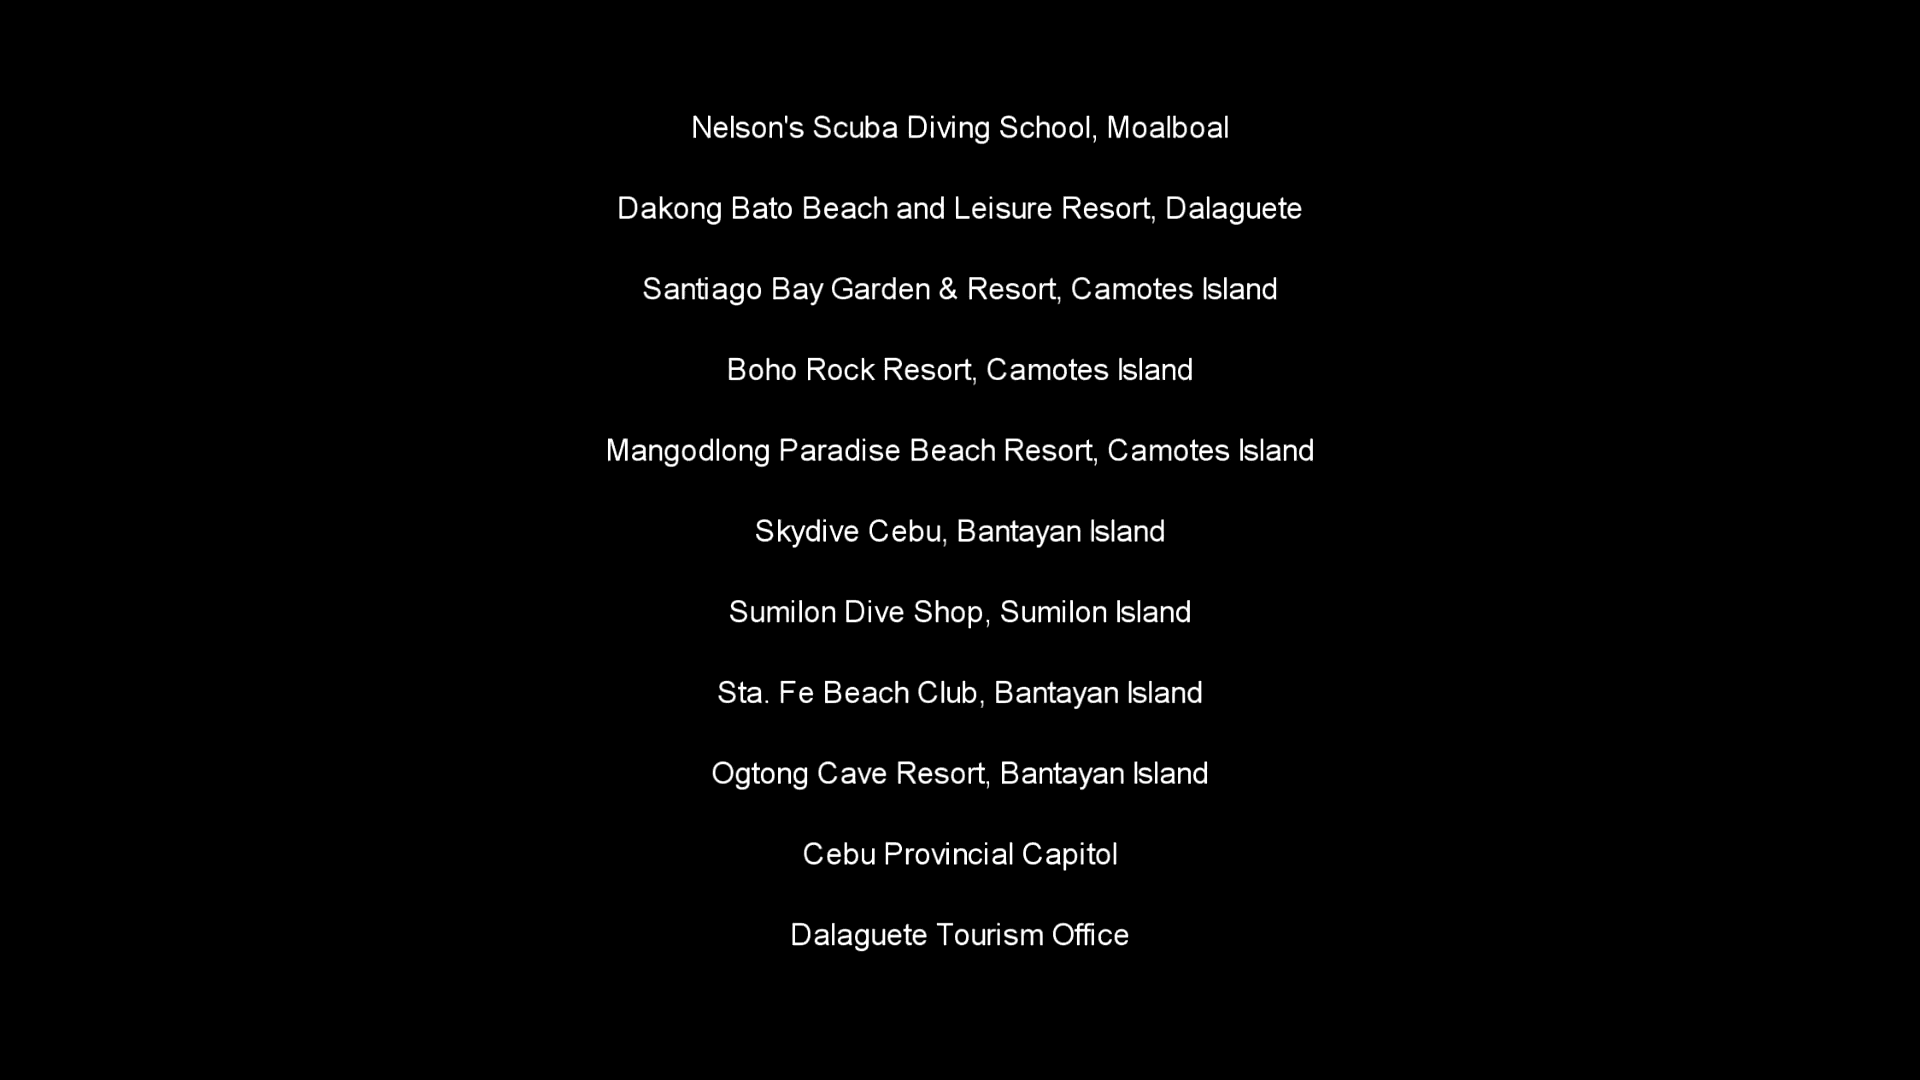 Nelson's Scuba Diving School, Moalboal
Dakong Bato Beach and Leisure Resort, Dalaguete
Santiago Bay Garden & Resort, Camotes Island
Boho Rock Resort, Camotes Island
Mangodlong Paradise Beach Resort, Camotes Island
Skydive Cebu, Bantayan Island
Sumilon Dive Shop, Sumilon Island
Sta. Fe Beach Club, Bantayan Island
Ogtong Cave Resort, Bantayan Island
Cebu Provincial Capitol
Dalaguete Tourism Office